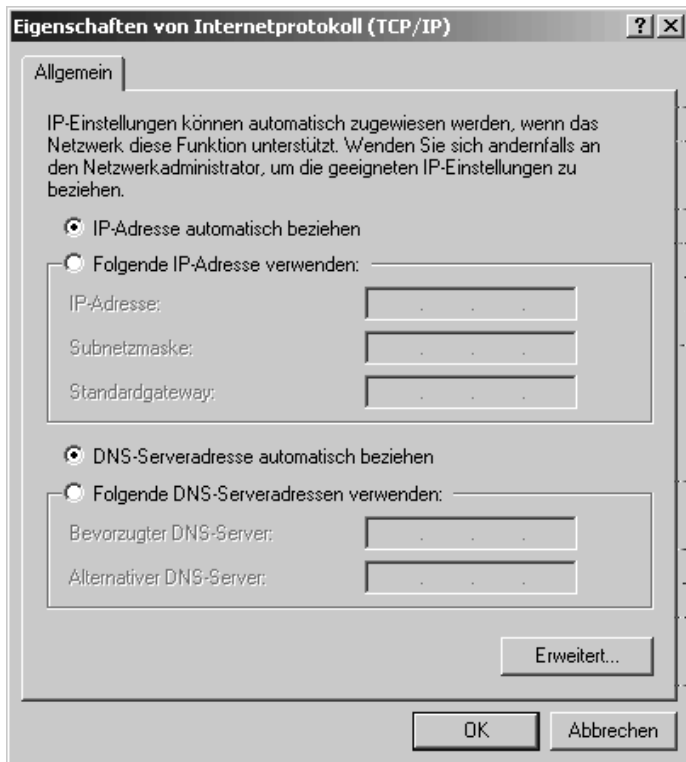 Eigenschaften von Internetprotokoll (TCP/IP)
Allgemein
IP-Einstellungen können automatisch zugewiesen werden, wenn das
Netzwerk diese Funktion unterstützt. Wenden Sie sich andernfalls an
den Netzwerkadministrator, um die geeigneten IP-Einstellungen zu
beziehen.
IP-Adresse automatisch beziehen
Folgende IP-Adresse verwenden:
IP-Adresse:
Subnetzmaske:
Standardgateway:
DNS-Serveradresse automatisch beziehen
Folgende DNS-Serveradressen verwenden:
Bevorzugter DNS-Server:
Alternativer DNS-Server:
Erweitert...
OK
Abbrechen